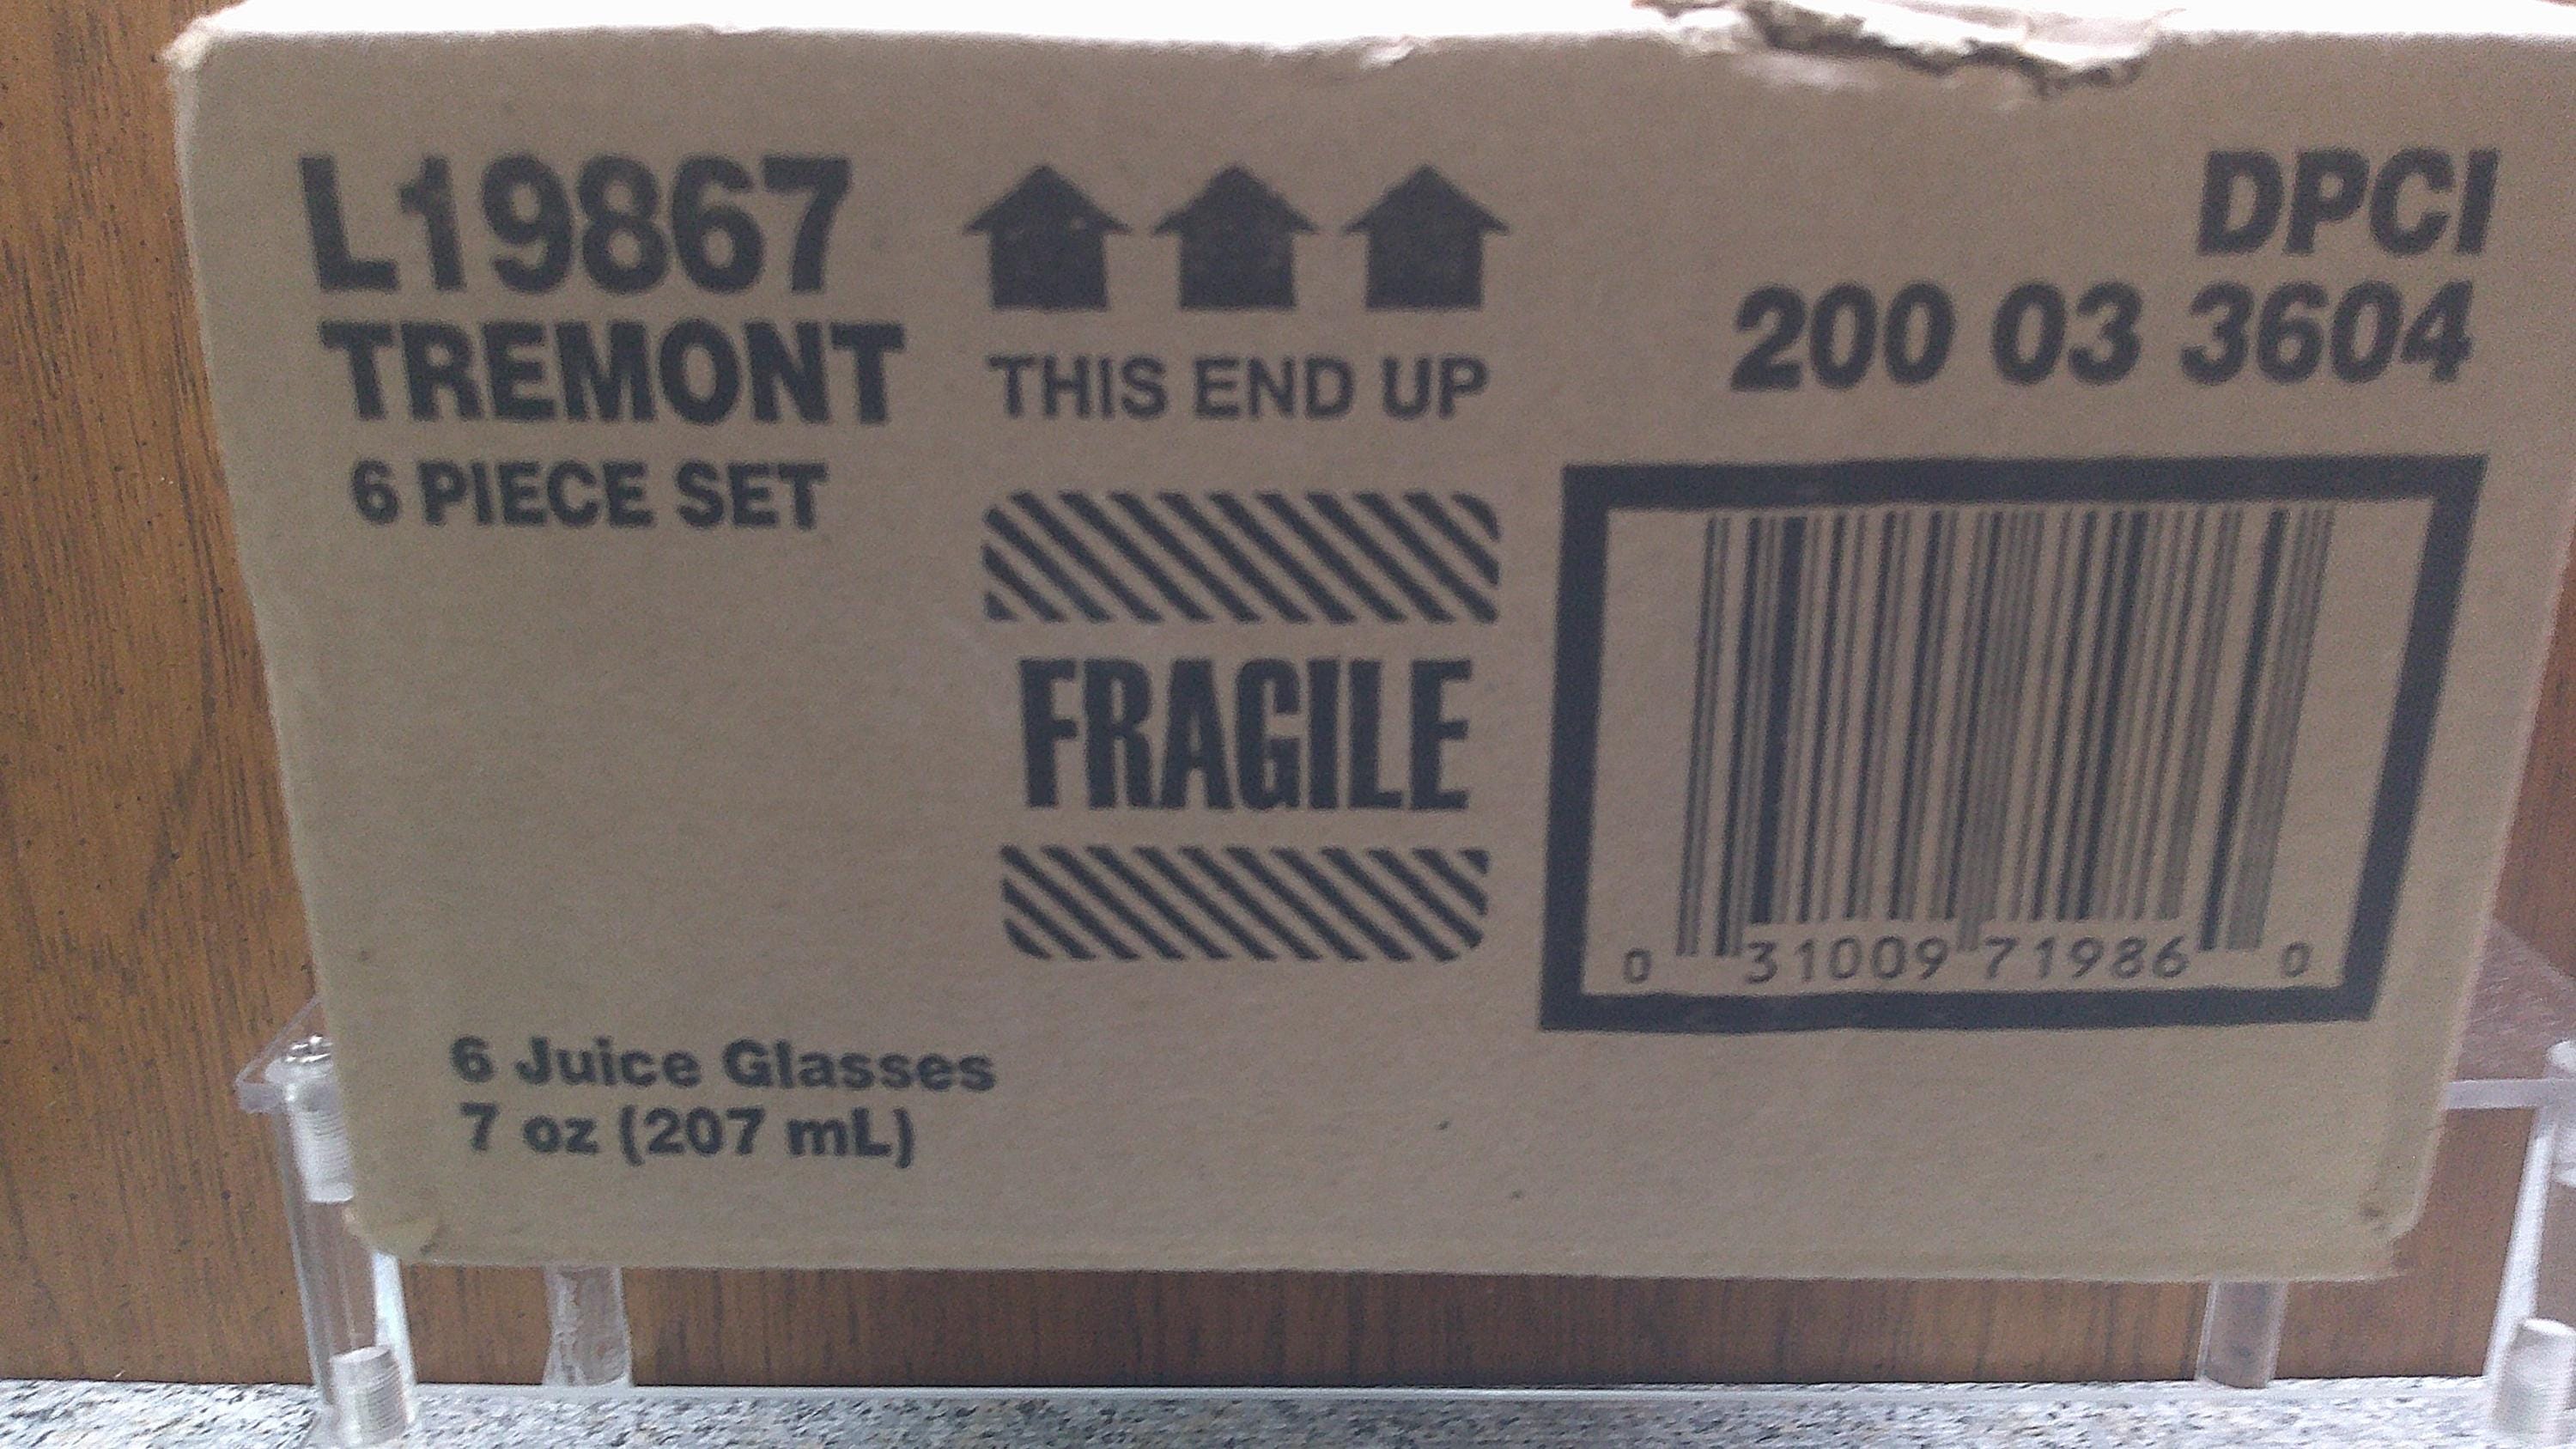 L19867
TREMONT
6 PIECE SET
THIS END UP
FRAGILE
DPCI
200 03 3604
0 31009 71986 0
6 Juice Glasses
7 oz (207 mL)